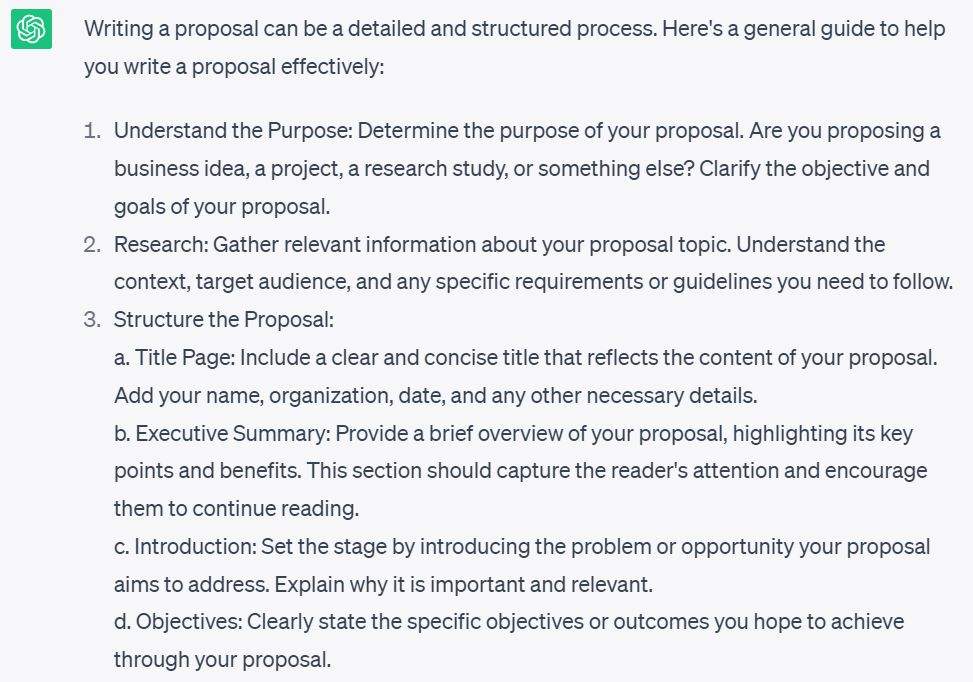 Writing a proposal can be a detailed and structured process. Here's a general guide to help
you write a proposal effectively:
1. Understand the Purpose: Determine the purpose of your proposal. Are you proposing a
business idea, a project, a research study, or something else? Clarify the objective and
goals of your proposal.
2. Research: Gather relevant information about your proposal topic. Understand the
context, target audience, and any specific requirements or guidelines you need to follow.
3. Structure the Proposal:
a. Title Page: Include a clear and concise title that reflects the content of your proposal.
Add your name, organization, date, and any other necessary details.
b. Executive Summary: Provide a brief overview of your proposal, highlighting its key
points and benefits. This section should capture the reader's attention and encourage
them to continue reading.
c. Introduction: Set the stage by introducing the problem or opportunity your proposal
aims to address. Explain why it is important and relevant.
d. Objectives: Clearly state the specific objectives or outcomes you hope to achieve
through your proposal.